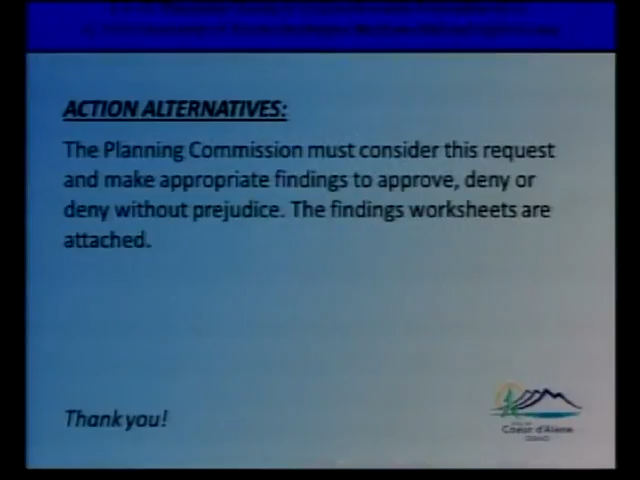 ACTION ALTERNATIVES:
The Planning Commission must consider this request
and make appropriate findings to approve, deny or
deny without prejudice. The findings worksheets are
attached.
Thank you!
Coeur d'Alene